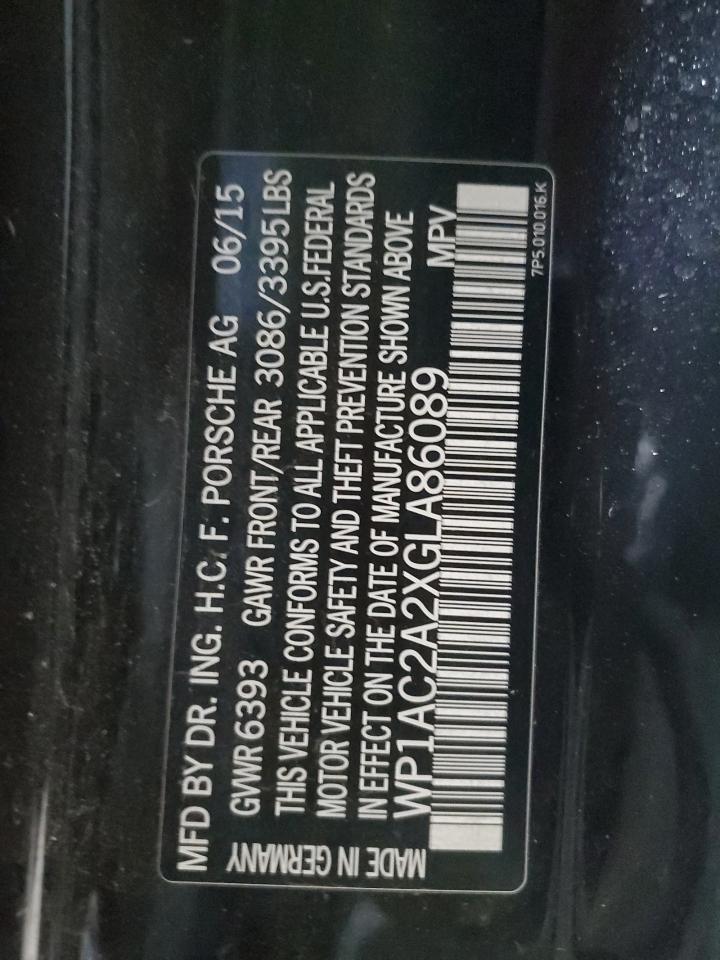 MFD BY DR. ING. H.C. F. PORSCHE AG 06/15
GVWR 6393 GAWR FRONT/REAR 3086/3395LBS
THIS VEHICLE CONFORMS TO ALL APPLICABLE U.S.FEDERAL
MOTOR VEHICLE SAFETY AND THEFT PREVENTION STANDARDS
IN EFFECT ON THE DATE OF MANUFACTURE SHOWN ABOVE
WP1AC2A2XGLA86089 MPV
MADE IN GERMANY
7P5.010.016.K